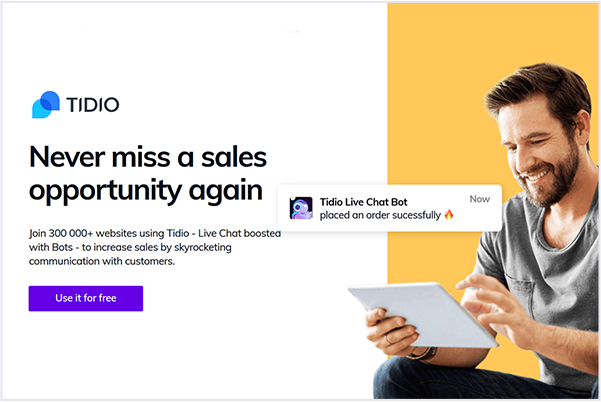 TIDIO
Never miss a sales
opportunity again
Tidio Live Chat Bot
Now
placed an order sucessfully 🔥
Join 300 000+ websites using Tidio - Live Chat boosted
with Bots - to increase sales by skyrocketing
communication with customers.
Use it for free